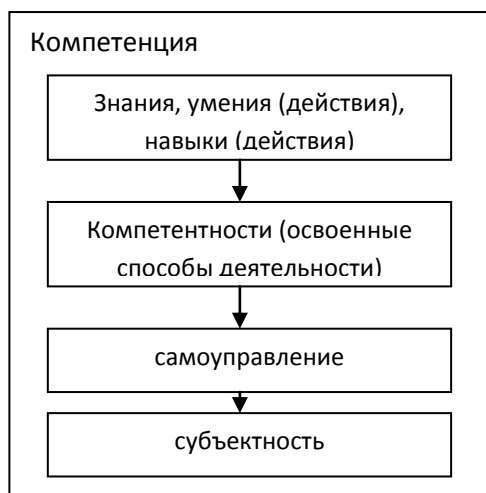 Компетенция
Знания, умения (действия),
навыки (действия)
Компетентности (освоенные
способы деятельности)
самоуправление
субъектность